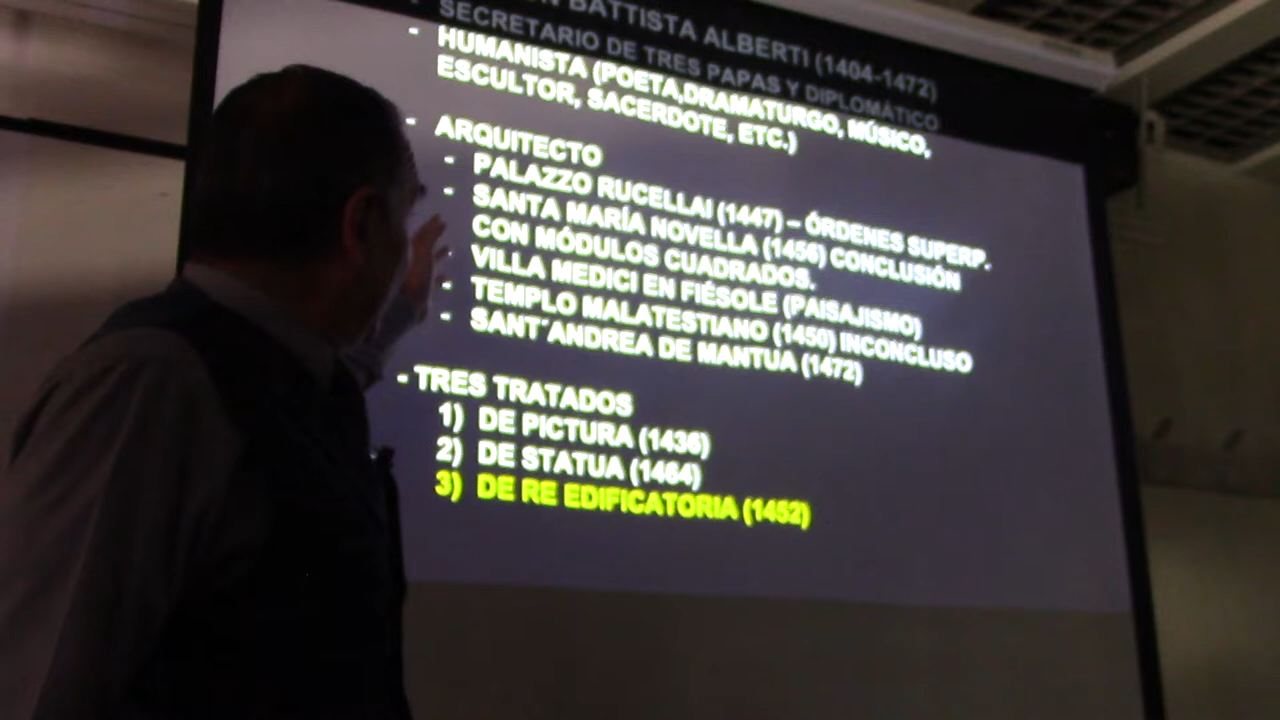 BATTISTA ALBERTI (1404-1472)
- SECRETARIO DE TRES PAPAS Y DIPLOMÁTICO
- HUMANISTA (POETA,DRAMATURGO, MÚSICO,
ESCULTOR, SACERDOTE, ETC.)
- ARQUITECTO
- PALAZZO RUCELLAI (1447) – ÓRDENES SUPERP.
- SANTA MARÍA NOVELLA (1456) CONCLUSIÓN
CON MÓDULOS CUADRADOS.
- VILLA MEDICI EN FIÉSOLE (PAISAJISMO)
- TEMPLO MALATESTIANO (1450) INCONCLUSO
- SANT´ANDREA DE MANTUA (1472)
- TRES TRATADOS
1) DE PICTURA (1436)
2) DE STATUA (1464)
3) DE RE EDIFICATORIA (1452)